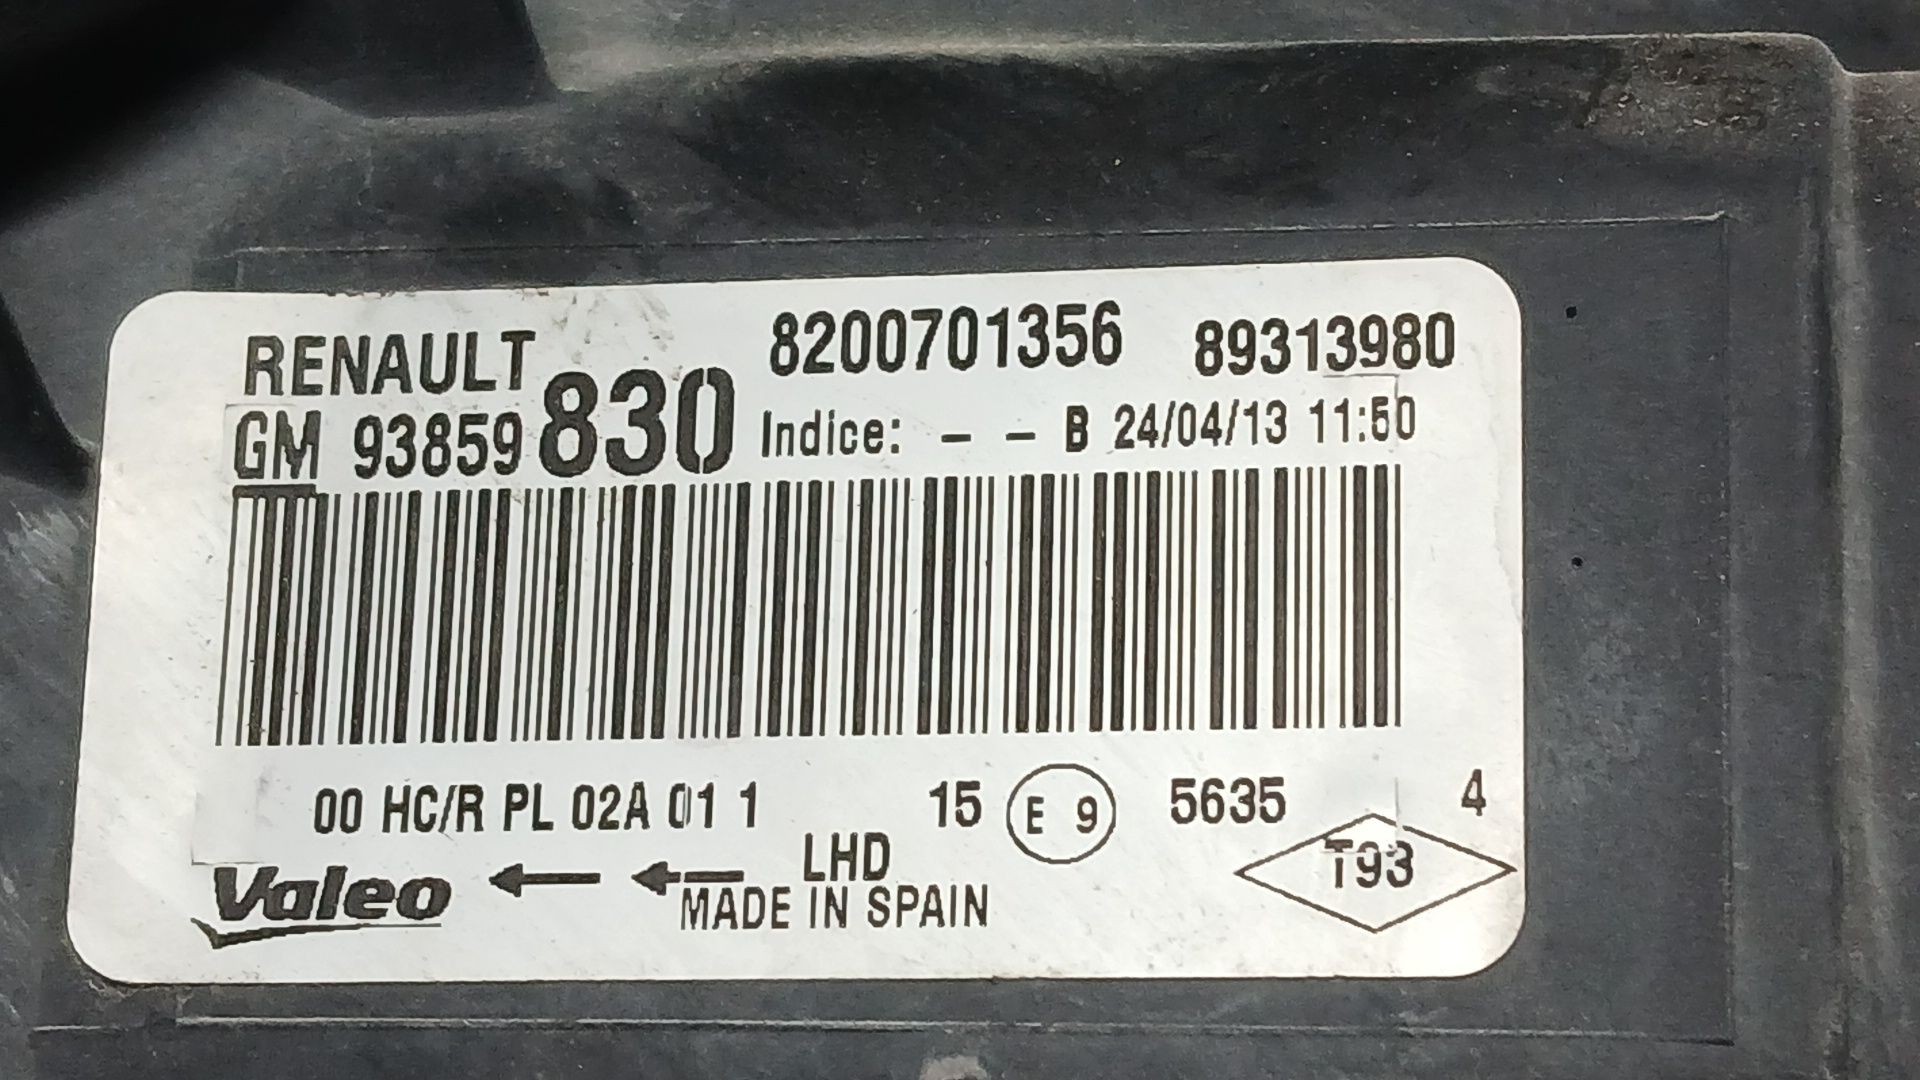 RENAULT 8200701356 89313980
GM 93859 830 Indice: - - B 24/04/13 11:50
00 HC/R PL 02A 01 1 15 E 9 5635 4
Valeo LHD T93
MADE IN SPAIN